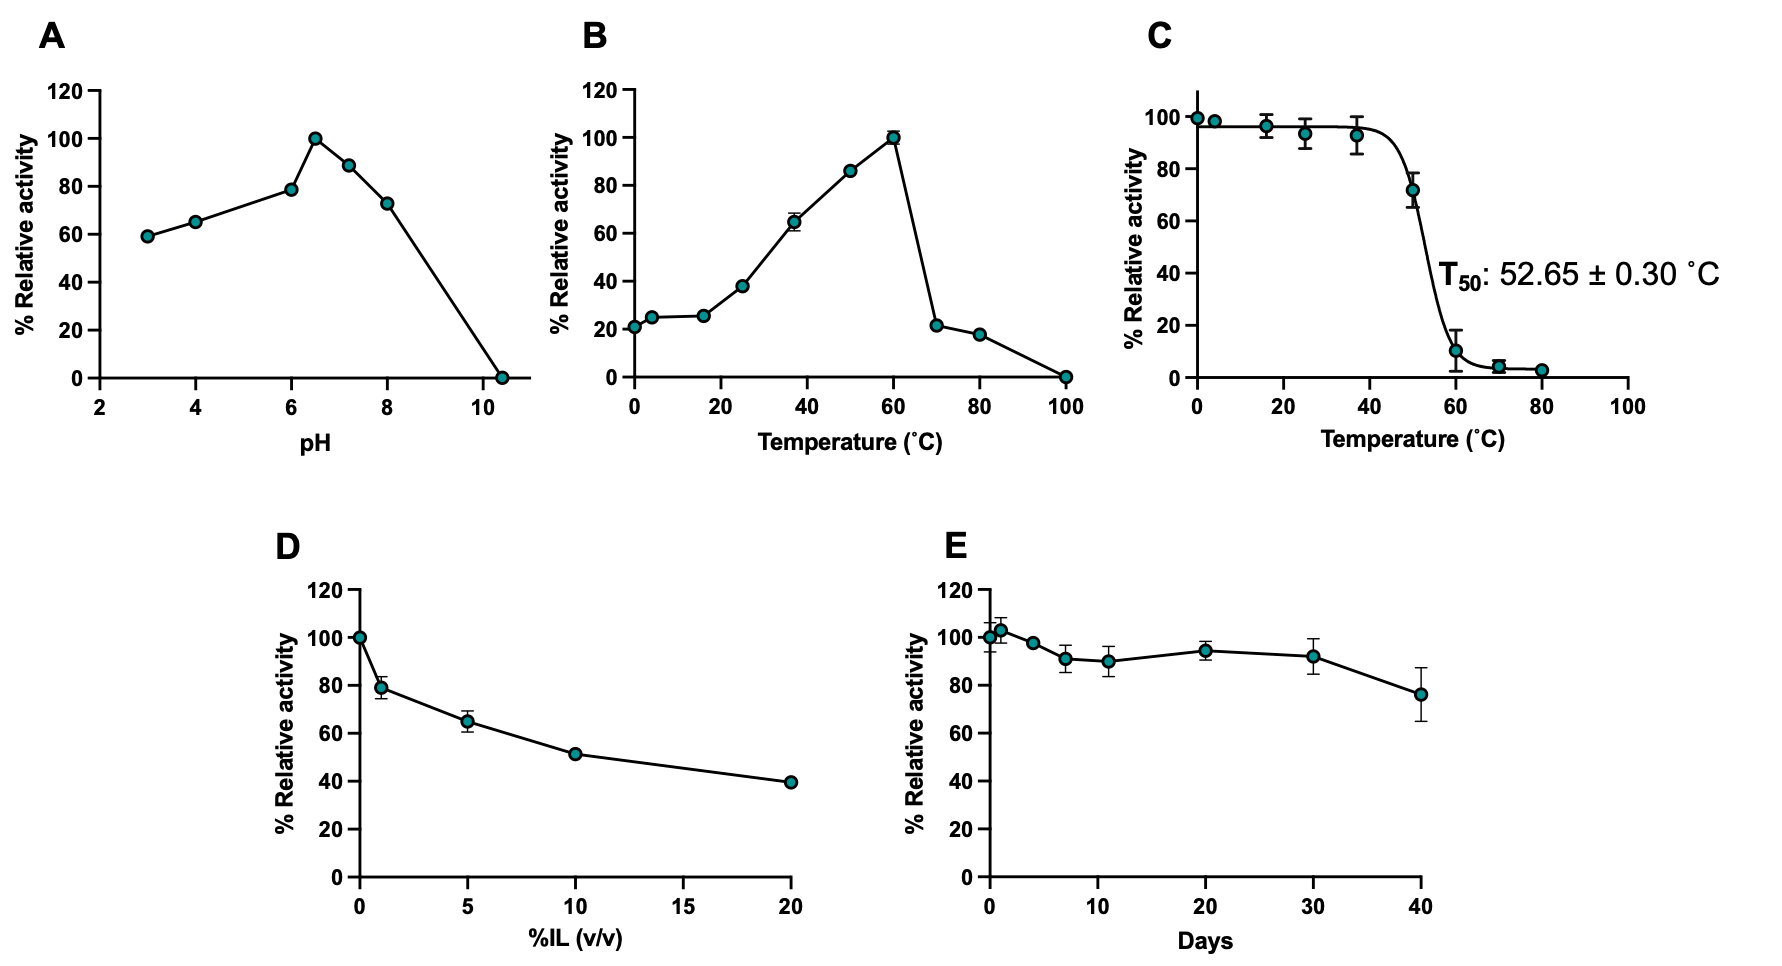 A
% Relative activity
120
100
80
60
40
20
0
2 4 6 8 10
pH
B
% Relative activity
120
100
80
60
40
20
0
0 20 40 60 80 100
Temperature (˚C)
C
% Relative activity
100
80
60
40
20
0
T50: 52.65 ± 0.30 ˚C
0 20 40 60 80 100
Temperature (˚C)
D
% Relative activity
120
100
80
60
40
20
0
0 5 10 15 20
%IL (v/v)
E
% Relative activity
120
100
80
60
40
20
0
0 10 20 30 40
Days